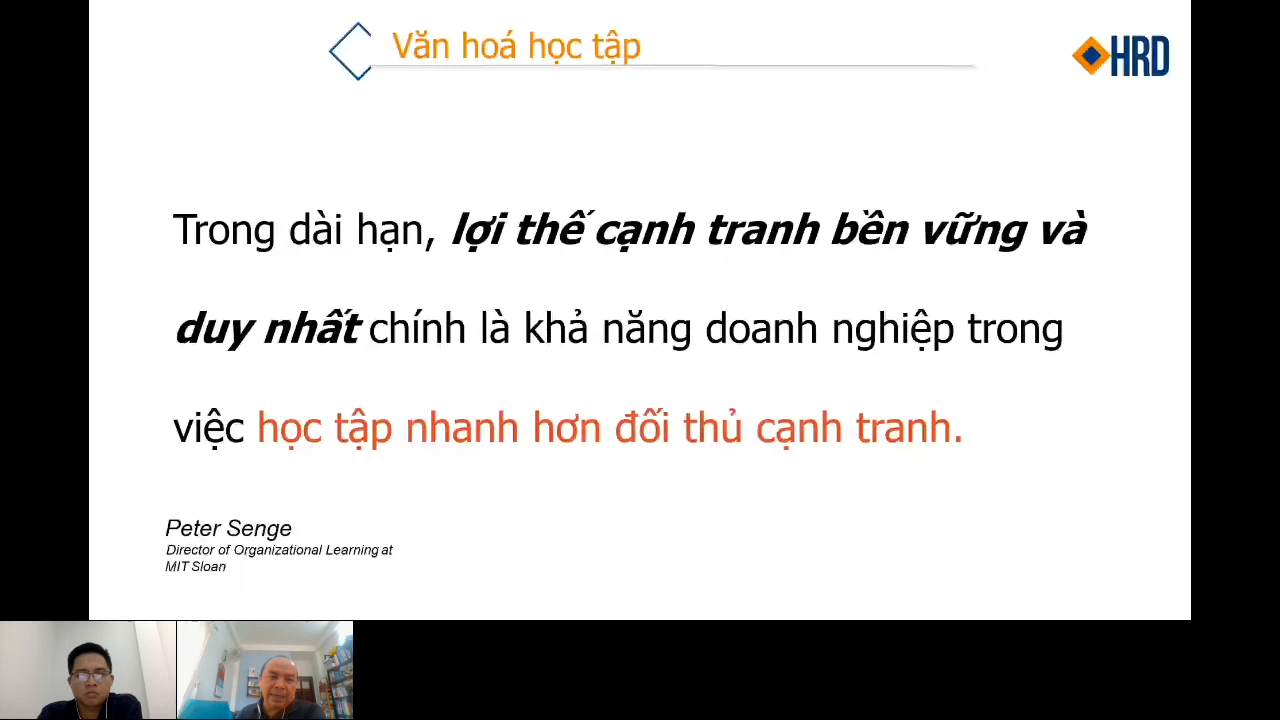 Văn hoá học tập
HRD
Trong dài hạn, lợi thế cạnh tranh bền vững và
duy nhất chính là khả năng doanh nghiệp trong
việc học tập nhanh hơn đối thủ cạnh tranh.
Peter Senge
Director of Organizational Learning at
MIT Sloan